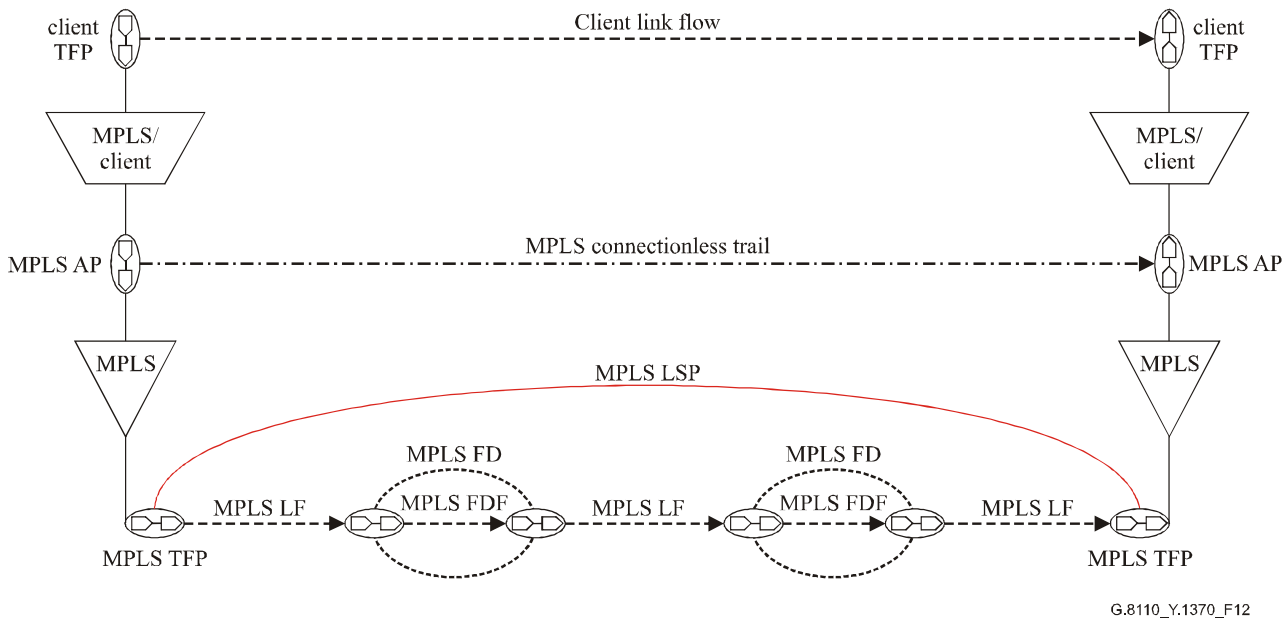 client
TFP
Client link flow
client
TFP
MPLS/
client
MPLS/
client
MPLS AP
MPLS connectionless trail
MPLS AP
MPLS
MPLS
MPLS LSP
MPLS FD
MPLS FD
MPLS LF
MPLS FDF
MPLS LF
MPLS FDF
MPLS LF
MPLS TFP
MPLS TFP
G.8110_Y.1370_F12